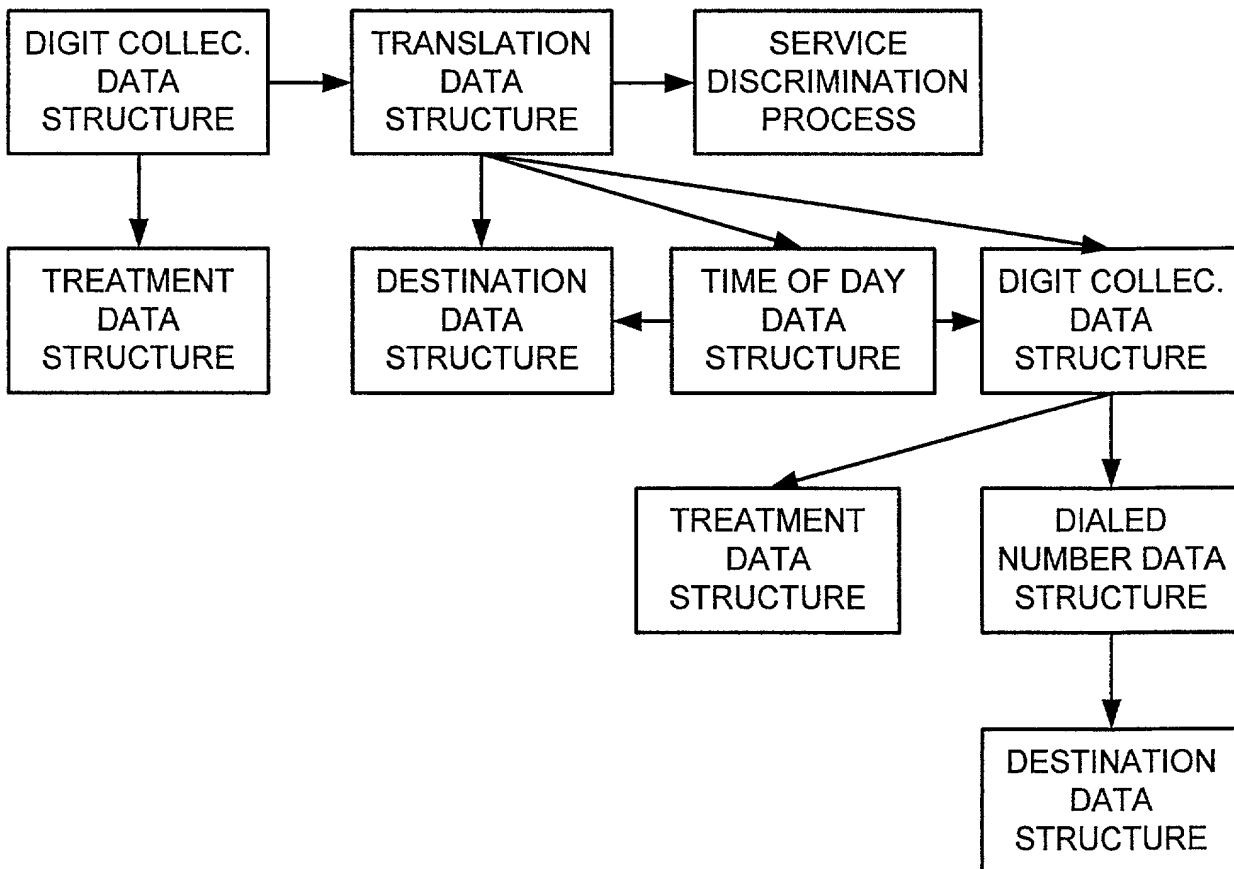 DIGIT COLLEC.
DATA
STRUCTURE
TRANSLATION
DATA
STRUCTURE
SERVICE
DISCRIMINATION
PROCESS
TREATMENT
DATA
STRUCTURE
DESTINATION
DATA
STRUCTURE
TIME OF DAY
DATA
STRUCTURE
DIGIT COLLEC.
DATA
STRUCTURE
TREATMENT
DATA
STRUCTURE
DIALED
NUMBER DATA
STRUCTURE
DESTINATION
DATA
STRUCTURE